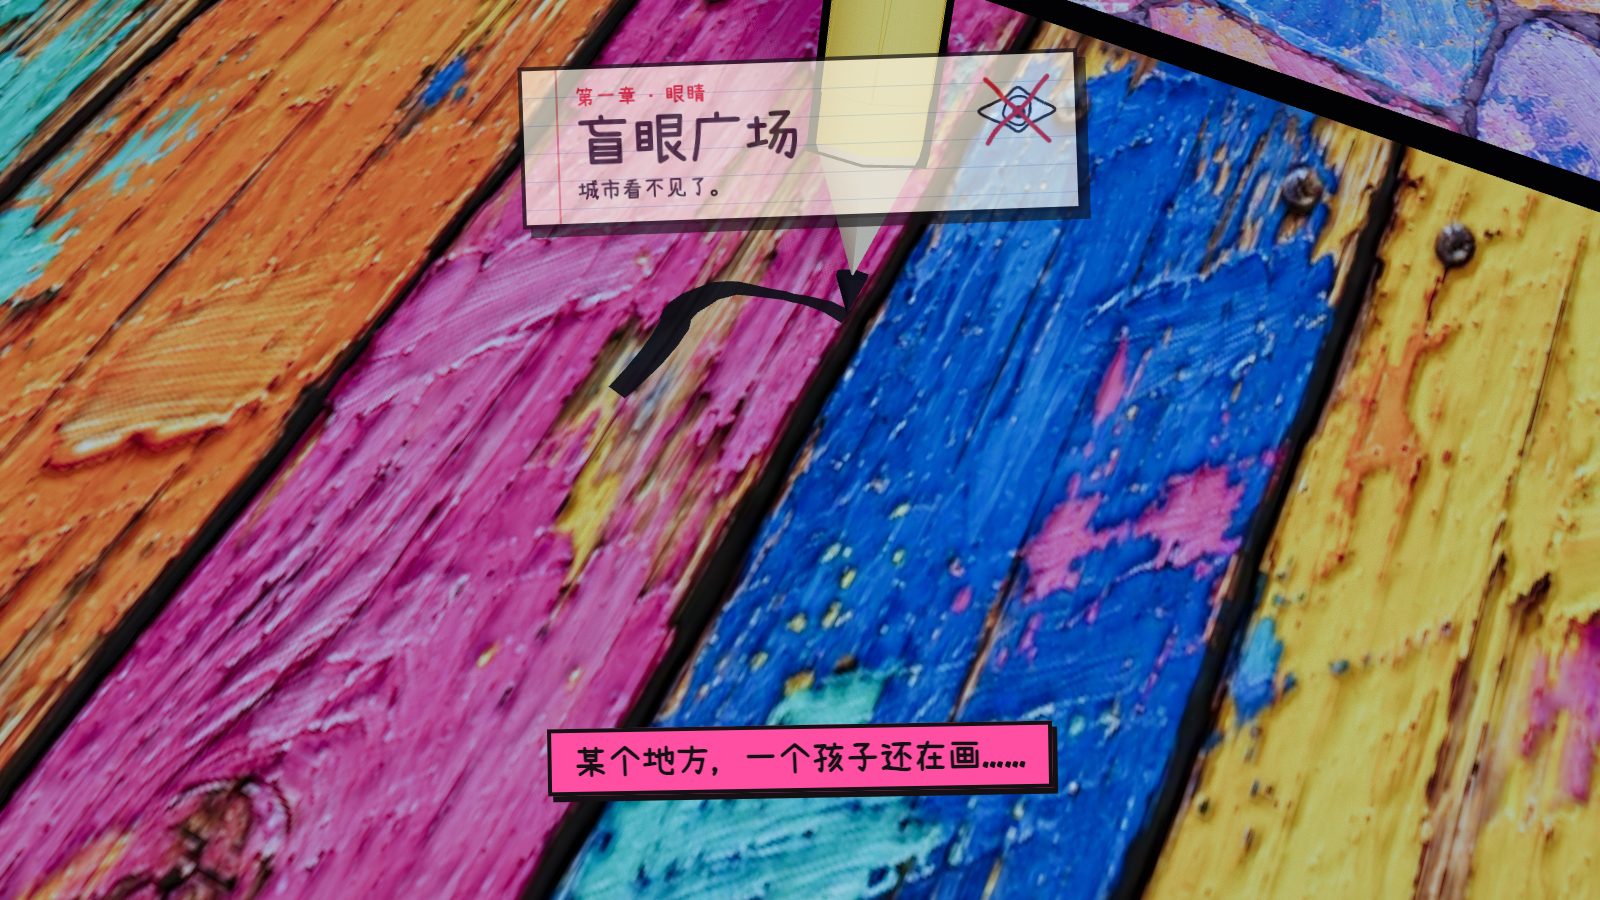 第一章 · 眼睛
盲眼广场
城市看不见了。
某个地方，一个孩子还在画……